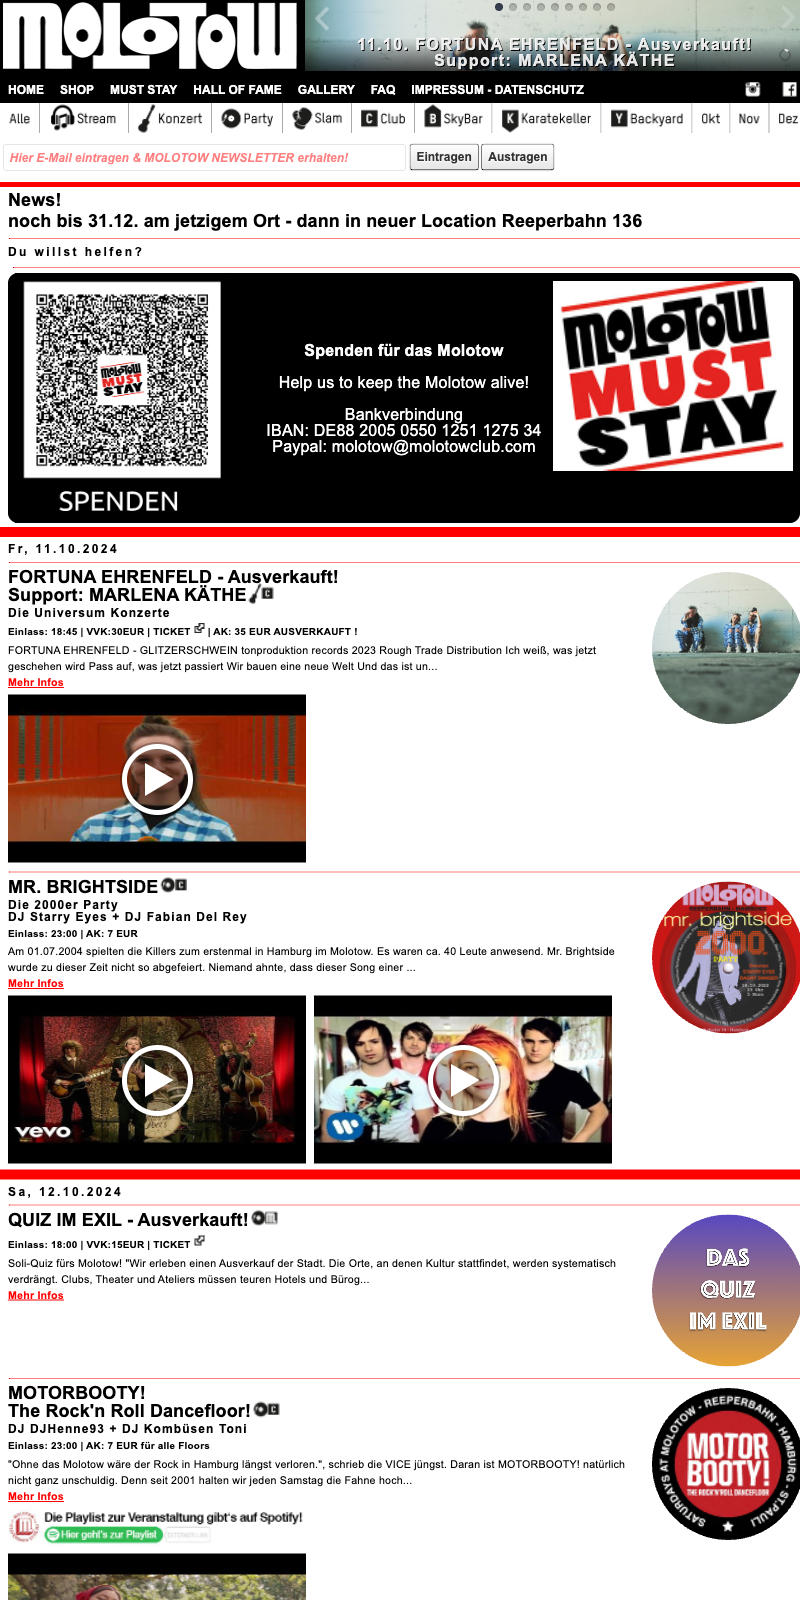 MOLOTOW
11.10. FORTUNA EHRENFELD - Ausverkauft!
Support: MARLENA KÄTHE
HOME SHOP MUST STAY HALL OF FAME GALLERY FAQ IMPRESSUM - DATENSCHUTZ
Alle Stream Konzert Party Slam C Club B SkyBar K Karatekeller Y Backyard Okt Nov Dez
Hier E-Mail eintragen & MOLOTOW NEWSLETTER erhalten! Eintragen Austragen
News!
noch bis 31.12. am jetzigem Ort - dann in neuer Location Reeperbahn 136
Du willst helfen?
MOLOTOW
MUST
STAY
SPENDEN
Spenden für das Molotow
Help us to keep the Molotow alive!
Bankverbindung
IBAN: DE88 2005 0550 1251 1275 34
Paypal: molotow@molotowclub.com
MOLOTOW
MUST
STAY
Fr, 11.10.2024
FORTUNA EHRENFELD - Ausverkauft!
Support: MARLENA KÄTHE C
Die Universum Konzerte
Einlass: 18:45 | VVK:30EUR | TICKET | AK: 35 EUR AUSVERKAUFT !
FORTUNA EHRENFELD - GLITZERSCHWEIN tonproduktion records 2023 Rough Trade Distribution Ich weiß, was jetzt
geschehen wird Pass auf, was jetzt passiert Wir bauen eine neue Welt Und das ist un...
Mehr Infos
MR. BRIGHTSIDE C
Die 2000er Party
DJ Starry Eyes + DJ Fabian Del Rey
Einlass: 23:00 | AK: 7 EUR
Am 01.07.2004 spielten die Killers zum erstenmal in Hamburg im Molotow. Es waren ca. 40 Leute anwesend. Mr. Brightside
wurde zu dieser Zeit nicht so abgefeiert. Niemand ahnte, dass dieser Song einer ...
Mehr Infos
MOLOTOW
mr. brightside
2000
PARTY
vevo
W
Sa, 12.10.2024
QUIZ IM EXIL - Ausverkauft!
Einlass: 18:00 | VVK:15EUR | TICKET
Soli-Quiz fürs Molotow! "Wir erleben einen Ausverkauf der Stadt. Die Orte, an denen Kultur stattfindet, werden systematisch
verdrängt. Clubs, Theater und Ateliers müssen teuren Hotels und Bürog...
Mehr Infos
DAS
QUIZ
IM EXIL
MOTORBOOTY!
The Rock'n Roll Dancefloor! C
DJ DJHenne93 + DJ Kombüsen Toni
Einlass: 23:00 | AK: 7 EUR für alle Floors
"Ohne das Molotow wäre der Rock in Hamburg längst verloren.", schrieb die VICE jüngst. Daran ist MOTORBOOTY! natürlich
nicht ganz unschuldig. Denn seit 2001 halten wir jeden Samstag die Fahne hoch...
Mehr Infos
SATURDAYS AT MOLOTOW - REEPERBAHN - HAMBURG - ST.PAULI
MOTOR
BOOTY!
THE ROCK'N'ROLL DANCEFLOOR
Die Playlist zur Veranstaltung gibt's auf Spotify!
Hier geht's zur Playlist